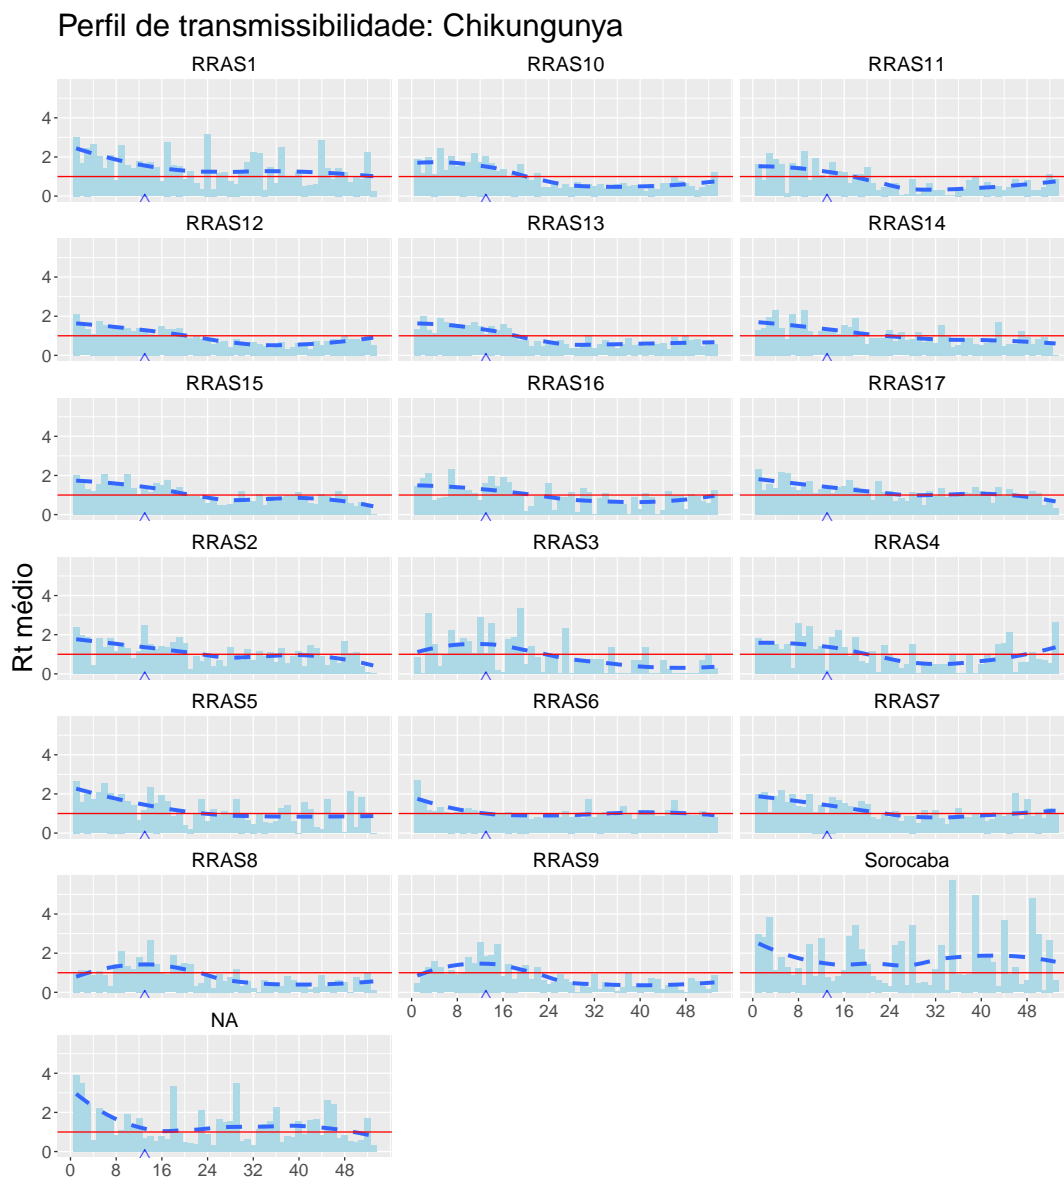 Perfil de transmissibilidade: Chikungunya
RRAS1 RRAS10 RRAS11
4
2
0
RRAS12 RRAS13 RRAS14
4
2
0
RRAS15 RRAS16 RRAS17
4
2
0
RRAS2 RRAS3 RRAS4
4
2
0
Rt médio
RRAS5 RRAS6 RRAS7
4
2
0
RRAS8 RRAS9 Sorocaba
4
2
0
0 8 16 24 32 40 48 0 8 16 24 32 40 48
NA
4
2
0
0 8 16 24 32 40 48